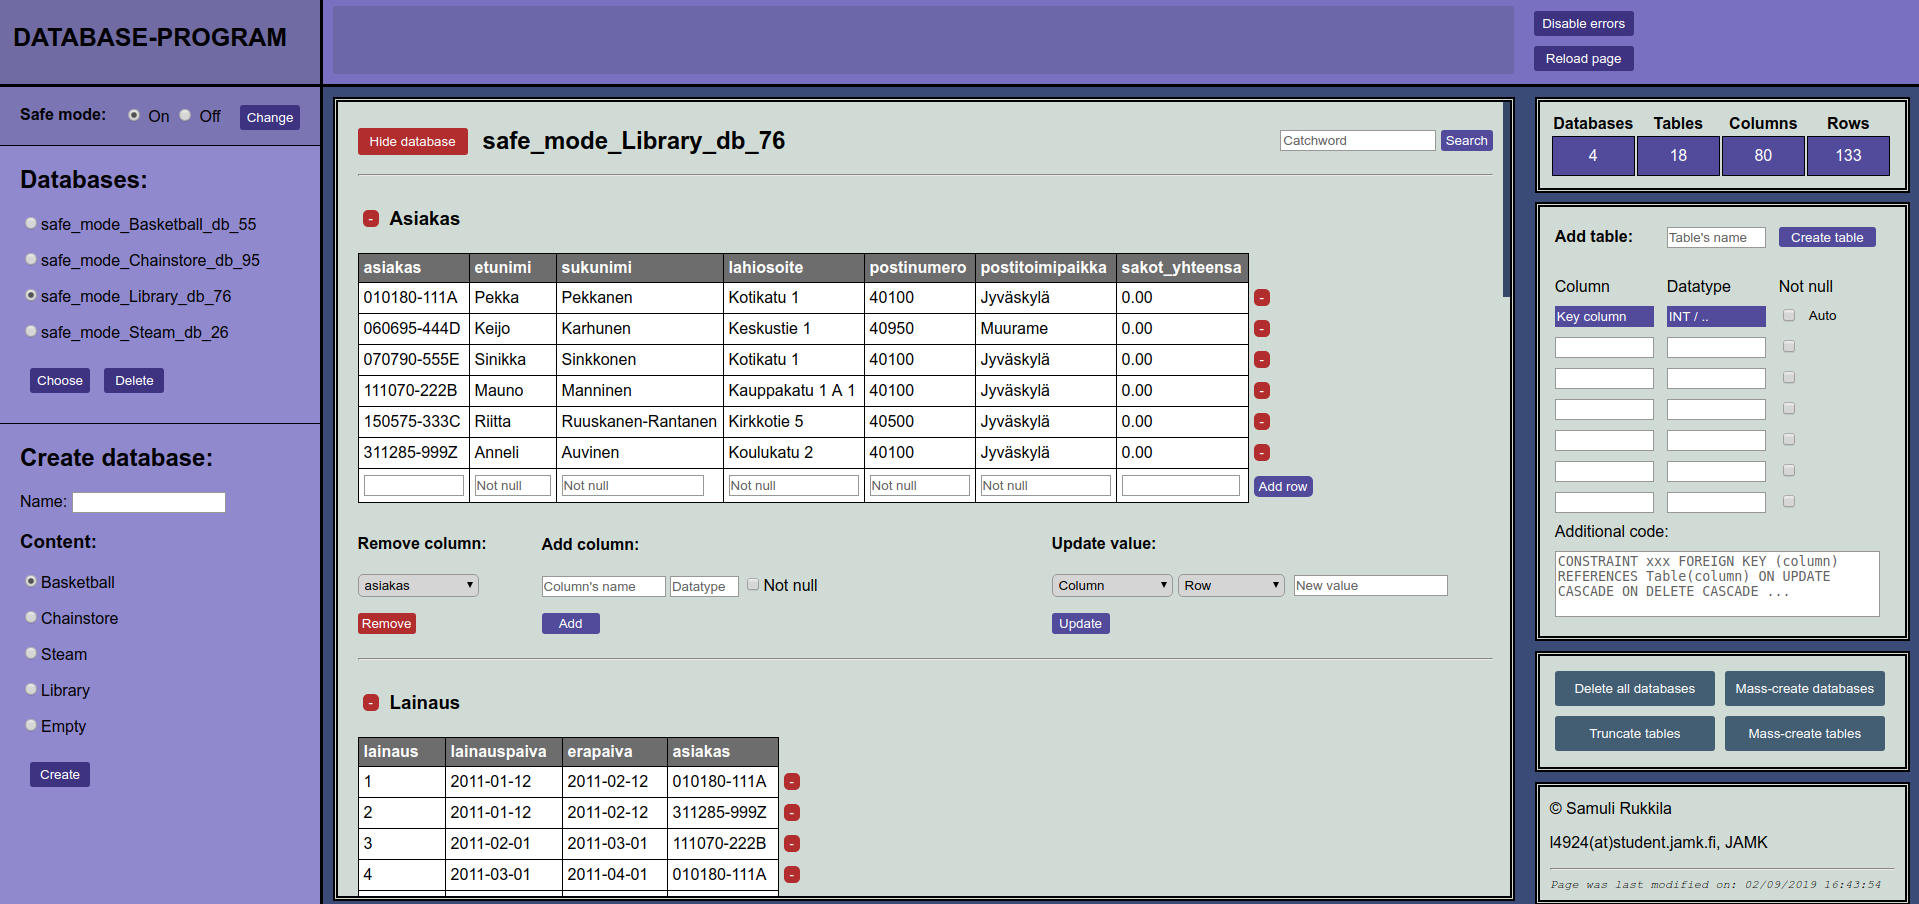 DATABASE-PROGRAM
Disable errors
Reload page
Safe mode: On Off Change
Databases:
safe_mode_Basketball_db_55
safe_mode_Chainstore_db_95
safe_mode_Library_db_76
safe_mode_Steam_db_26
Choose Delete
Create database:
Name:
Content:
Basketball
Chainstore
Steam
Library
Empty
Create
Hide database safe_mode_Library_db_76 Catchword Search
- Asiakas
asiakas etunimi sukunimi lahiosoite postinumero postitoimipaikka sakot_yhteensa
010180-111A Pekka Pekkanen Kotikatu 1 40100 Jyväskylä 0.00 -
060695-444D Keijo Karhunen Keskustie 1 40950 Muurame 0.00 -
070790-555E Sinikka Sinkkonen Kotikatu 1 40100 Jyväskylä 0.00 -
111070-222B Mauno Manninen Kauppakatu 1 A 1 40100 Jyväskylä 0.00 -
150575-333C Riitta Ruuskanen-Rantanen Kirkkotie 5 40500 Jyväskylä 0.00 -
311285-999Z Anneli Auvinen Koulukatu 2 40100 Jyväskylä 0.00 -
Not null Not null Not null Not null Not null Add row
Remove column: Add column: Update value:
asiakas Column's name Datatype Not null Column Row New value
Remove Add Update
- Lainaus
lainaus lainauspaiva erapaiva asiakas
1 2011-01-12 2011-02-12 010180-111A -
2 2011-01-12 2011-02-12 311285-999Z -
3 2011-02-01 2011-03-01 111070-222B -
4 2011-03-01 2011-04-01 010180-111A -
Databases Tables Columns Rows
4 18 80 133
Add table: Table's name Create table
Column Datatype Not null
Key column INT / .. Auto
Additional code:
CONSTRAINT xxx FOREIGN KEY (column)
REFERENCES Table(column) ON UPDATE
CASCADE ON DELETE CASCADE ...
Delete all databases Mass-create databases
Truncate tables Mass-create tables
© Samuli Rukkila
l4924(at)student.jamk.fi, JAMK
Page was last modified on: 02/09/2019 16:43:54